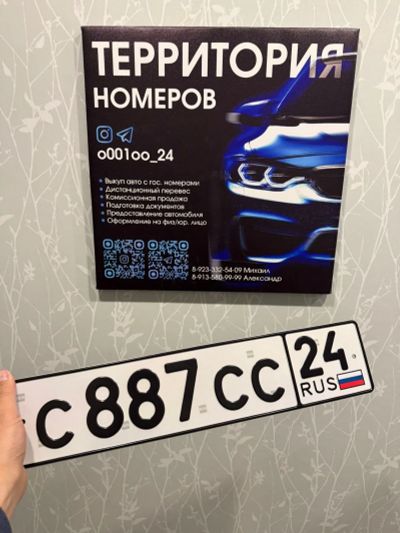 ТЕРРИТОРИЯ
НОМЕРОВ
o001oo_24
• Выкуп авто с гос. номерами
• Дистанционный перевес
• Комиссионная продажа
• Подготовка документов
• Предоставление автомобиля
• Оформление на физ/юр. лицо
8-923-332-54-09 Михаил
8-913-580-99-99 Александр
С887СС 24
RUS